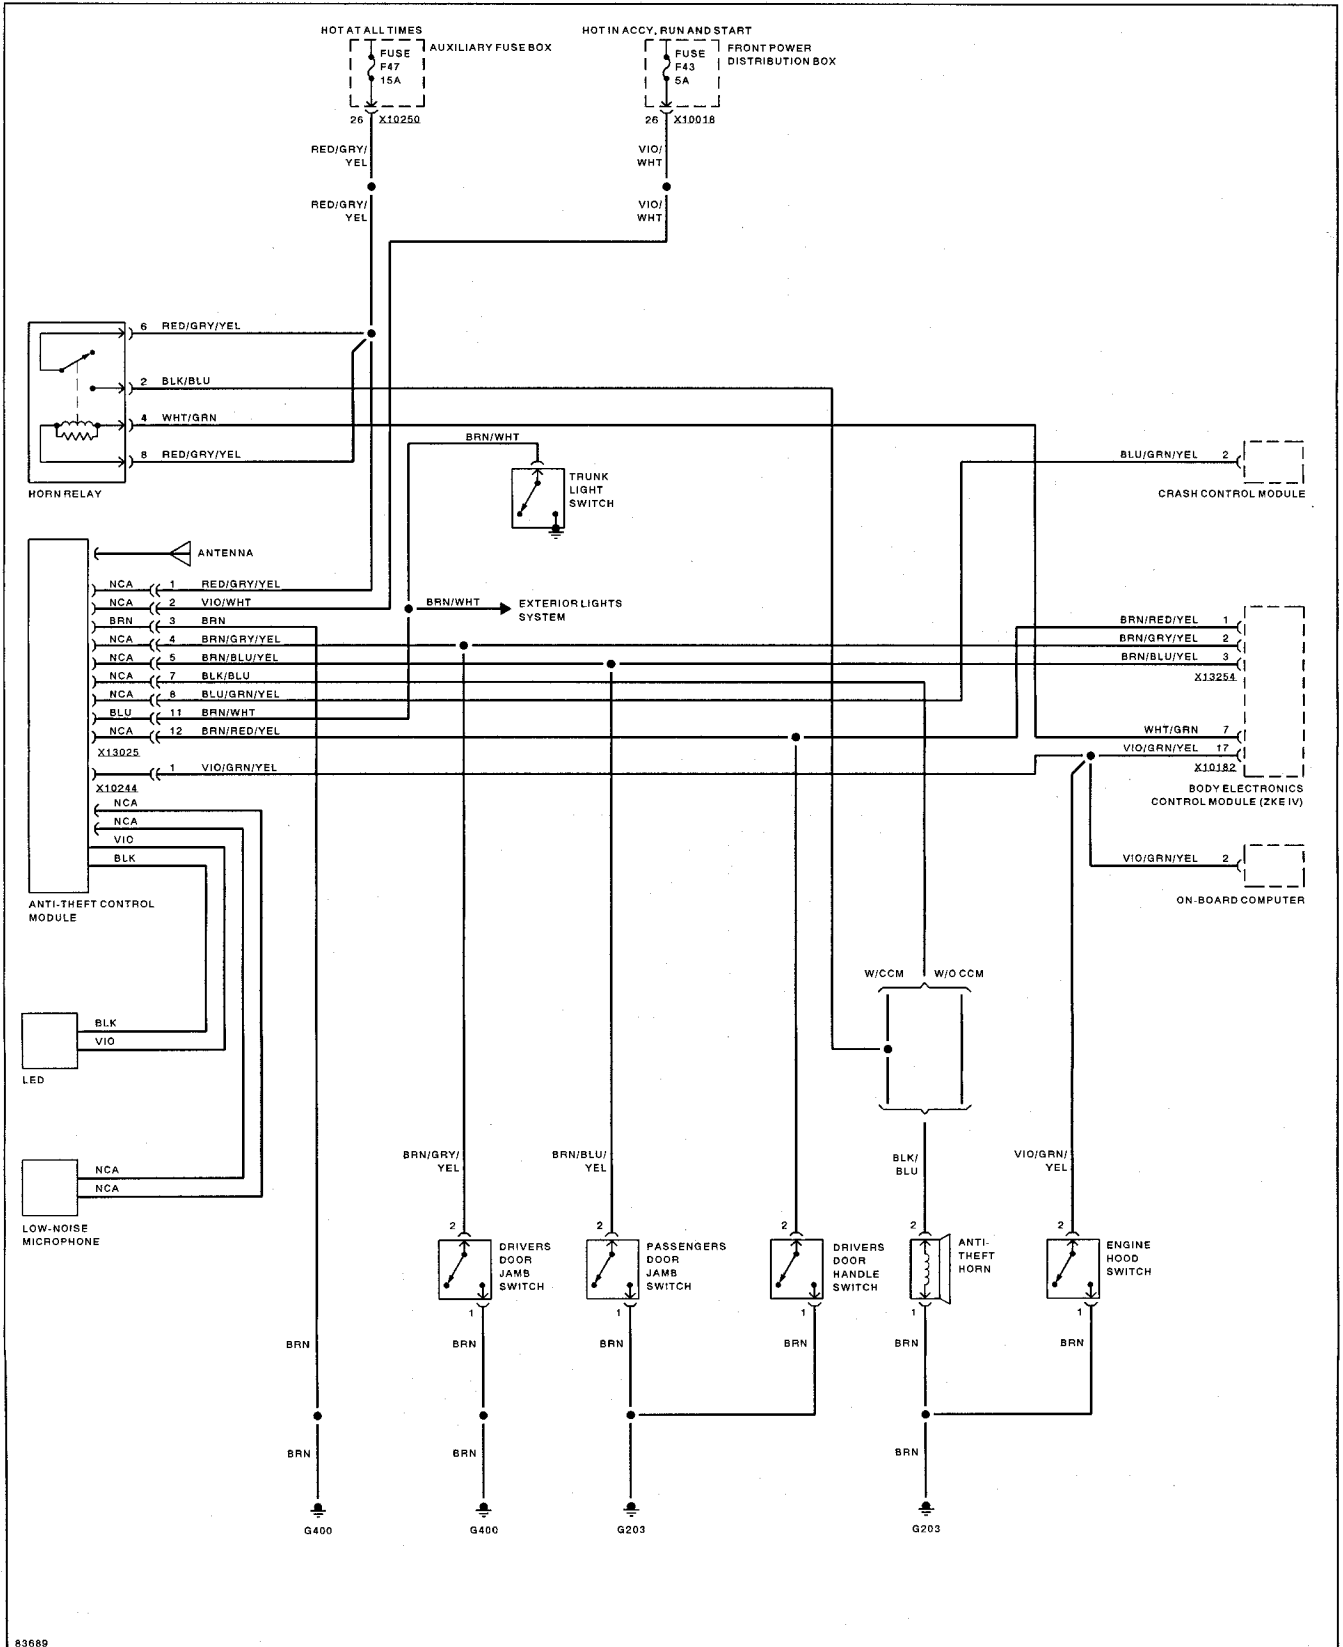 HOT AT ALL TIMES
HOT IN ACCY, RUN AND START
FUSE
F47
15A
AUXILIARY FUSE BOX
FUSE
F43
5A
FRONT POWER
DISTRIBUTION BOX
26 X10250
26 X10018
RED/GRY/
YEL
VIO/
WHT
RED/GRY/
YEL
VIO/
WHT
6 RED/GRY/YEL
2 BLK/BLU
4 WHT/GRN
8 RED/GRY/YEL
HORN RELAY
BRN/WHT
TRUNK
LIGHT
SWITCH
BLU/GRN/YEL 2
CRASH CONTROL MODULE
ANTENNA
NCA 1 RED/GRY/YEL
NCA 2 VIO/WHT
BRN 3 BRN
NCA 4 BRN/GRY/YEL
NCA 5 BRN/BLU/YEL
NCA 7 BLK/BLU
NCA 8 BLU/GRN/YEL
BLU 11 BRN/WHT
NCA 12 BRN/RED/YEL
X13025
1 VIO/GRN/YEL
X10244
NCA
NCA
VIO
BLK
ANTI-THEFT CONTROL
MODULE
BRN/WHT
EXTERIOR LIGHTS
SYSTEM
BRN/RED/YEL 1
BRN/GRY/YEL 2
BRN/BLU/YEL 3
X13254
WHT/GRN 7
VIO/GRN/YEL 17
X10182
BODY ELECTRONICS
CONTROL MODULE (ZKE IV)
VIO/GRN/YEL 2
ON-BOARD COMPUTER
W/CCM W/O CCM
BLK
VIO
LED
NCA
NCA
LOW-NOISE
MICROPHONE
BRN/GRY/
YEL
BRN/BLU/
YEL
BLK/
BLU
VIO/GRN/
YEL
2
DRIVERS
DOOR
JAMB
SWITCH
1
2
PASSENGERS
DOOR
JAMB
SWITCH
1
2
DRIVERS
DOOR
HANDLE
SWITCH
1
2
ANTI-
THEFT
HORN
1
2
ENGINE
HOOD
SWITCH
1
BRN
BRN
BRN
BRN
BRN
BRN
BRN
BRN
BRN
G400
G400
G203
G203
83689